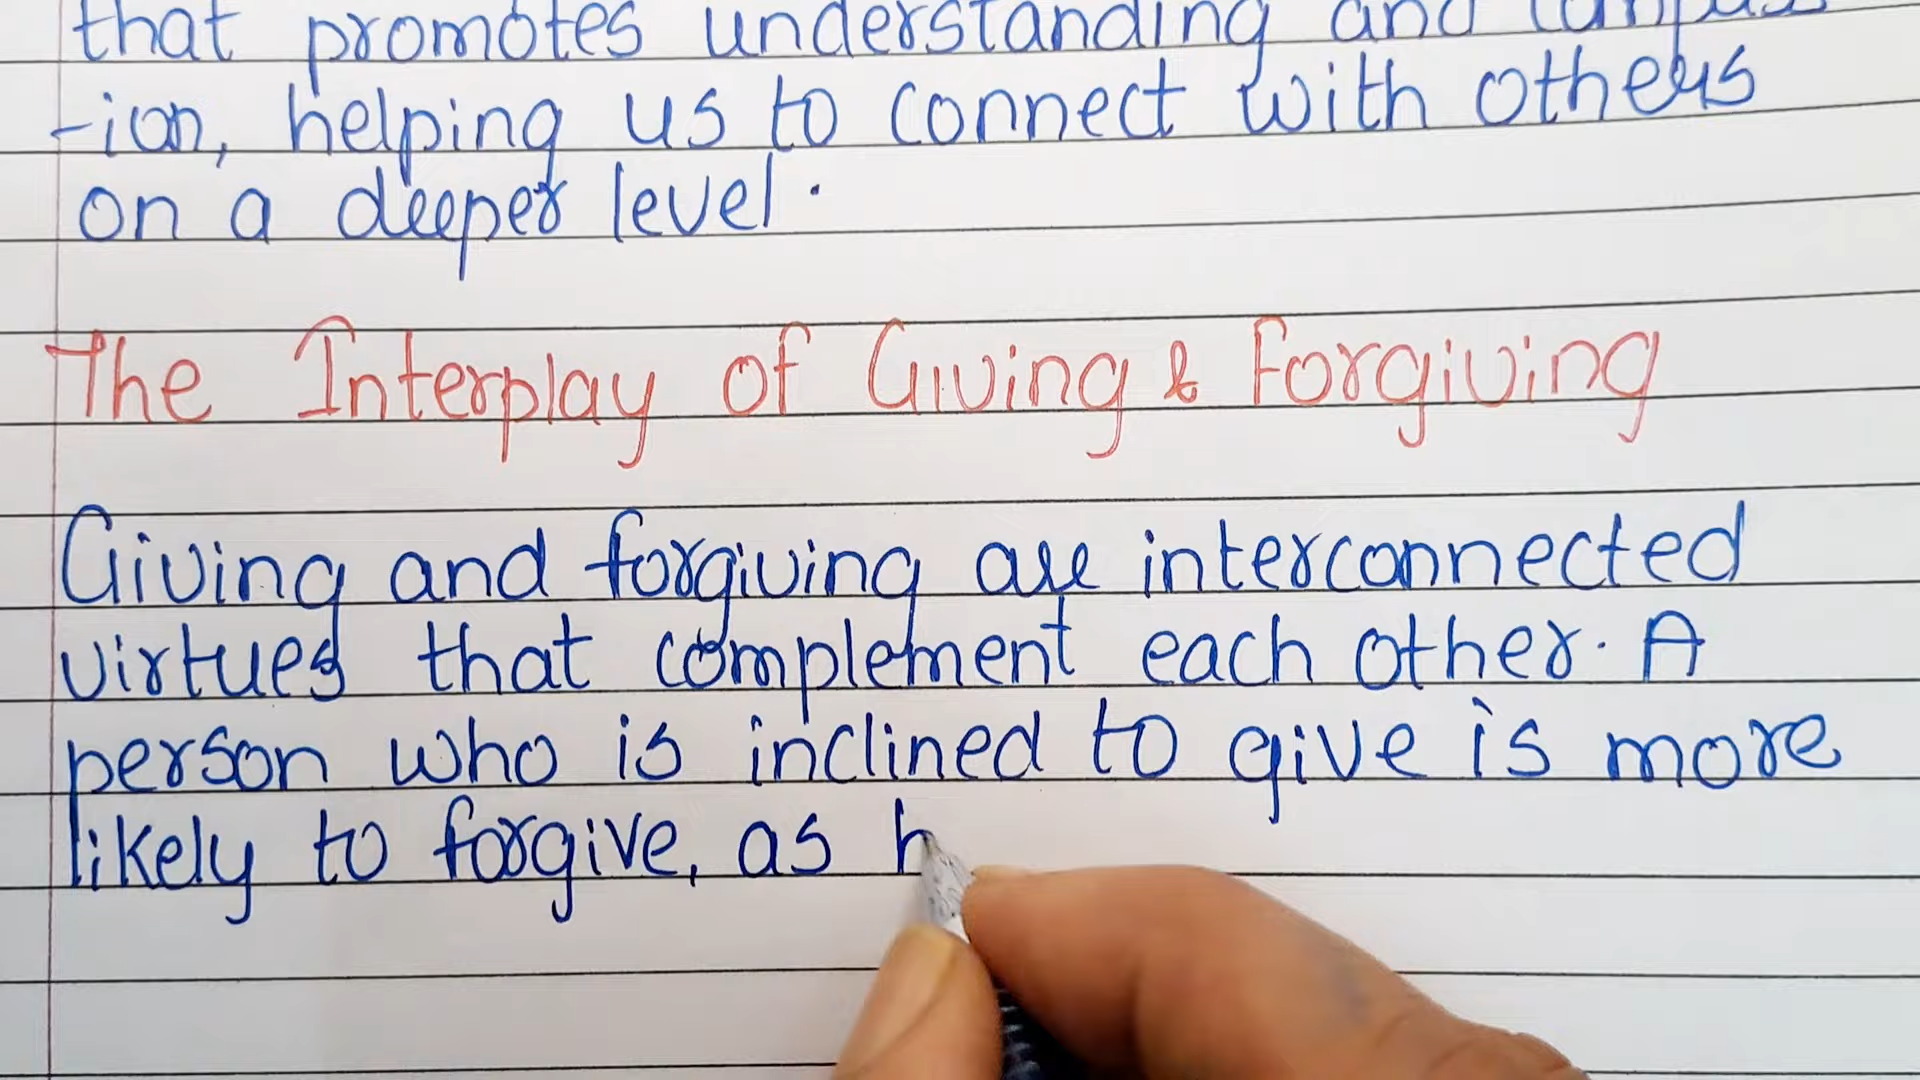 that promotes understanding and compass
-ion, helping us to connect with others
on a deeper level.
The Interplay of Giving & Forgiving
Giving and forgiving are interconnected
virtues that complement each other. A
person who is inclined to give is more
likely to forgive, as h